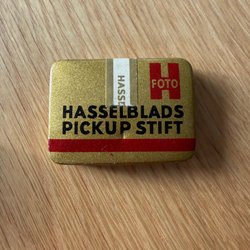 H
FOTO
HASSELBLADS
PICKUP STIFT